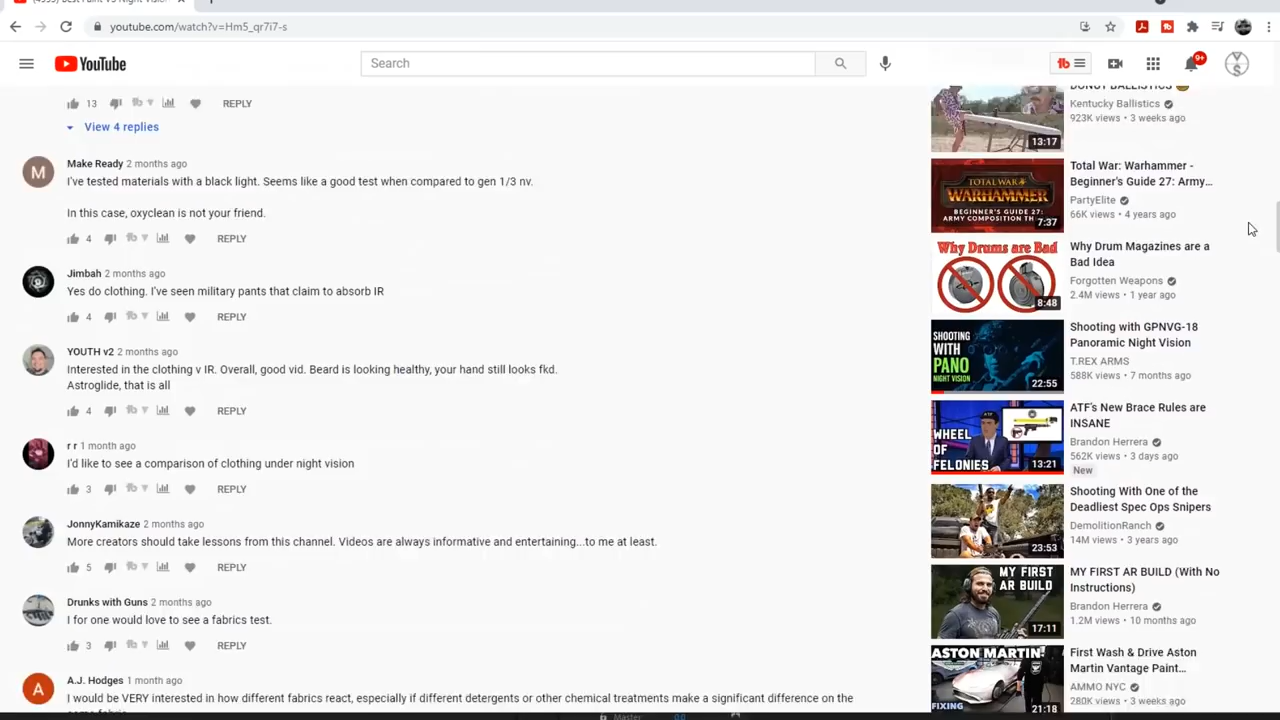 youtube.com/watch?v=Hm5_qr7i7-s
YouTube
Search
9+
13
REPLY
View 4 replies
M
Make Ready 2 months ago
I've tested materials with a black light. Seems like a good test when compared to gen 1/3 nv.
In this case, oxyclean is not your friend.
4
REPLY
Jimbah 2 months ago
Yes do clothing. I've seen military pants that claim to absorb IR
4
REPLY
YOUTH v2 2 months ago
Interested in the clothing v IR. Overall, good vid. Beard is looking healthy, your hand still looks fkd.
Astroglide, that is all
4
REPLY
r r 1 month ago
I'd like to see a comparison of clothing under night vision
3
REPLY
JonnyKamikaze 2 months ago
More creators should take lessons from this channel. Videos are always informative and entertaining...to me at least.
5
REPLY
Drunks with Guns 2 months ago
I for one would love to see a fabrics test.
3
REPLY
A
A.J. Hodges 1 month ago
I would be VERY interested in how different fabrics react, especially if different detergents or other chemical treatments make a significant difference on the
Kentucky Ballistics
923K views • 3 weeks ago
13:17
TOTAL WAR
WARHAMMER
BEGINNER'S GUIDE 27:
7:37
Total War: Warhammer -
Beginner's Guide 27: Army...
PartyElite
66K views • 4 years ago
Why Drums are Bad
8:48
Why Drum Magazines are a
Bad Idea
Forgotten Weapons
2.4M views • 1 year ago
SHOOTING
WITH
PANO
NIGHT VISION
22:55
Shooting with GPNVG-18
Panoramic Night Vision
T.REX ARMS
588K views • 7 months ago
ATF
WHEEL
OF
FELONIES
13:21
ATF's New Brace Rules are
INSANE
Brandon Herrera
562K views • 3 days ago
New
23:53
Shooting With One of the
Deadliest Spec Ops Snipers
DemolitionRanch
14M views • 3 years ago
MY FIRST
AR BUILD
17:11
MY FIRST AR BUILD (With No
Instructions)
Brandon Herrera
1.2M views • 10 months ago
ASTON MARTIN!
FIXING
21:18
First Wash & Drive Aston
Martin Vantage Paint...
AMMO NYC
280K views • 3 weeks ago
Master